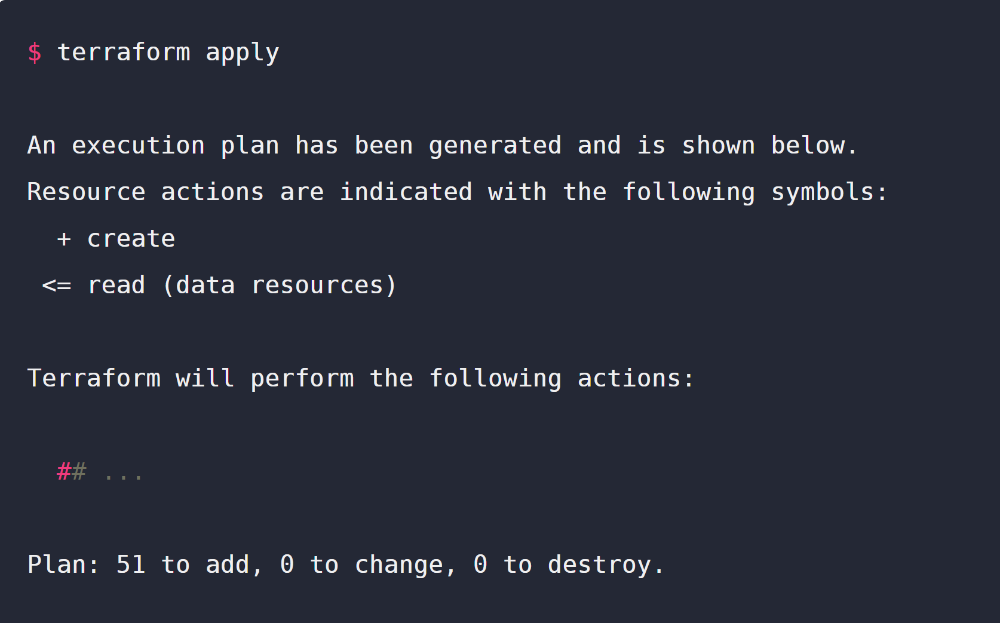 $ terraform apply
An execution plan has been generated and is shown below.
Resource actions are indicated with the following symbols:
  + create
 <= read (data resources)
Terraform will perform the following actions:
  ## ...
Plan: 51 to add, 0 to change, 0 to destroy.